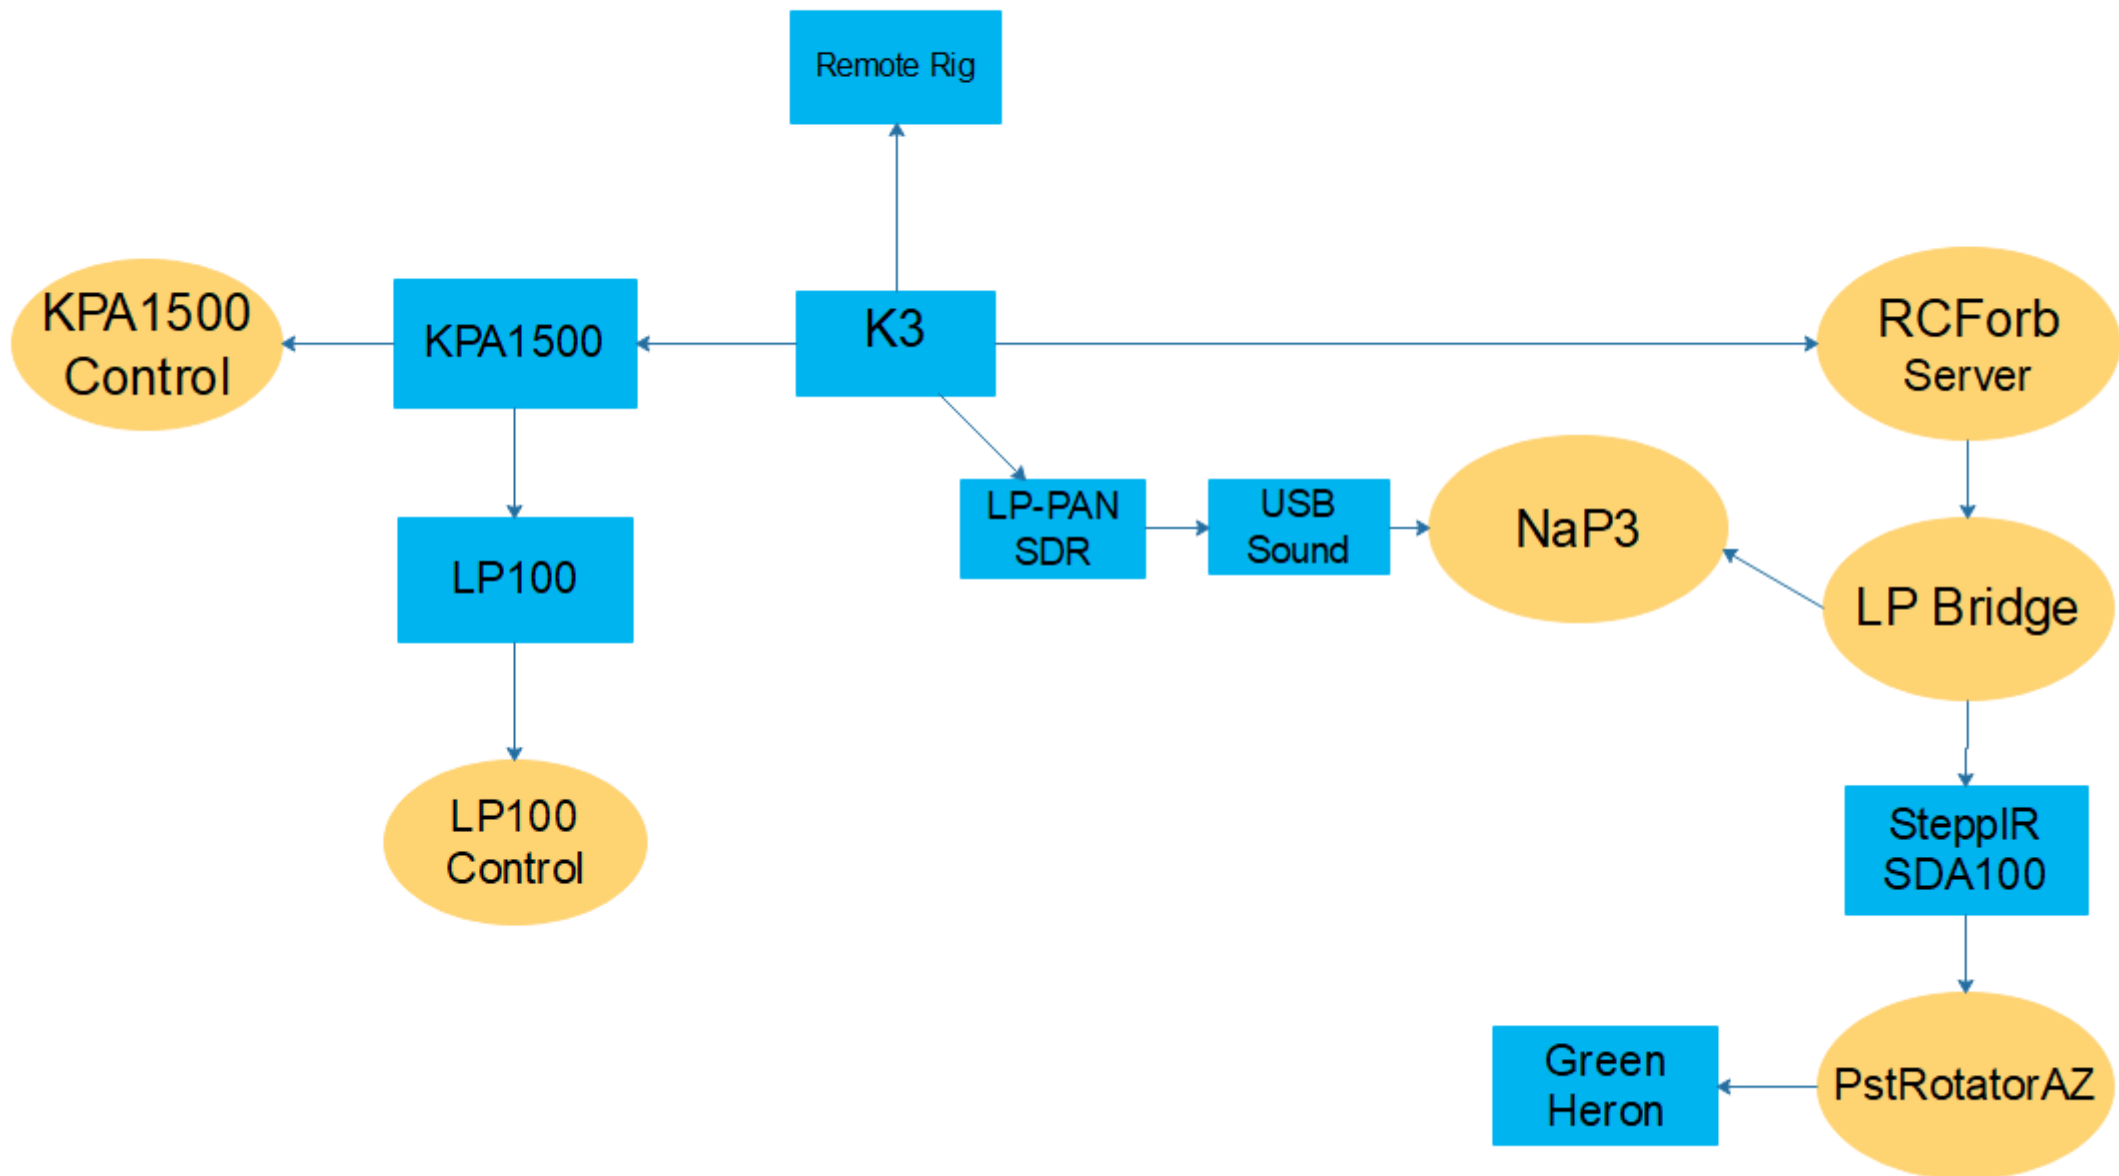 Remote Rig
KPA1500
Control
KPA1500
K3
RCForb
Server
LP-PAN
SDR
USB
Sound
NaP3
LP100
LP Bridge
LP100
Control
SteppIR
SDA100
Green
Heron
PstRotatorAZ